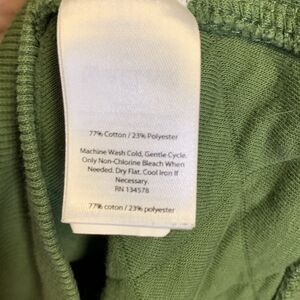 77% Cotton / 23% Polyester
Machine Wash Cold, Gentle Cycle.
Only Non-Chlorine Bleach When
Needed. Dry Flat. Cool Iron If
Necessary.
RN 134578
77% coton / 23% polyester